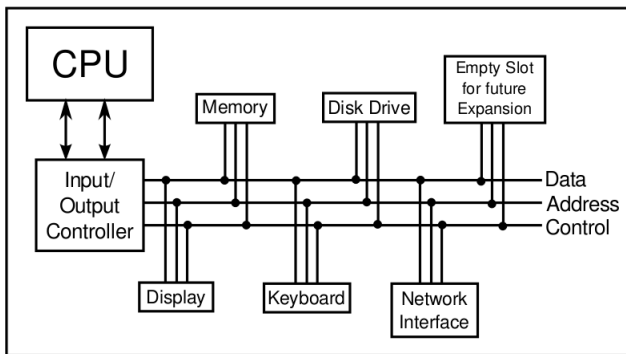 CPU
Empty Slot
for future
Expansion
Memory
Disk Drive
Input/
Output
Controller
Data
Address
Control
Display
Keyboard
Network
Interface